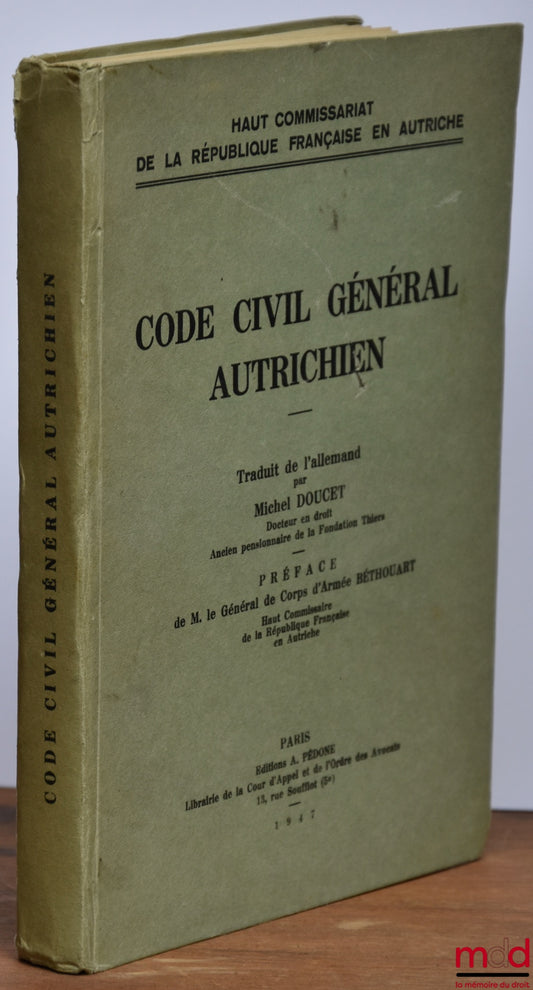 CODE CIVIL GÉNÉRAL AUTRICHIEN
HAUT COMMISSARIAT
DE LA RÉPUBLIQUE FRANÇAISE EN AUTRICHE
CODE CIVIL GÉNÉRAL
AUTRICHIEN
Traduit de l'allemand
par
Michel DOUCET
Docteur en droit
Ancien pensionnaire de la Fondation Thiers
PRÉFACE
de M. le Général de Corps d'Armée BÉTHOUART
Haut Commissaire
de la République Française
en Autriche
PARIS
Editions A. PÉDONE
Librairie de la Cour d'Appel et de l'Ordre des Avocats
13, rue Soufflot (5e)
1947
mdd
la mémoire du droit